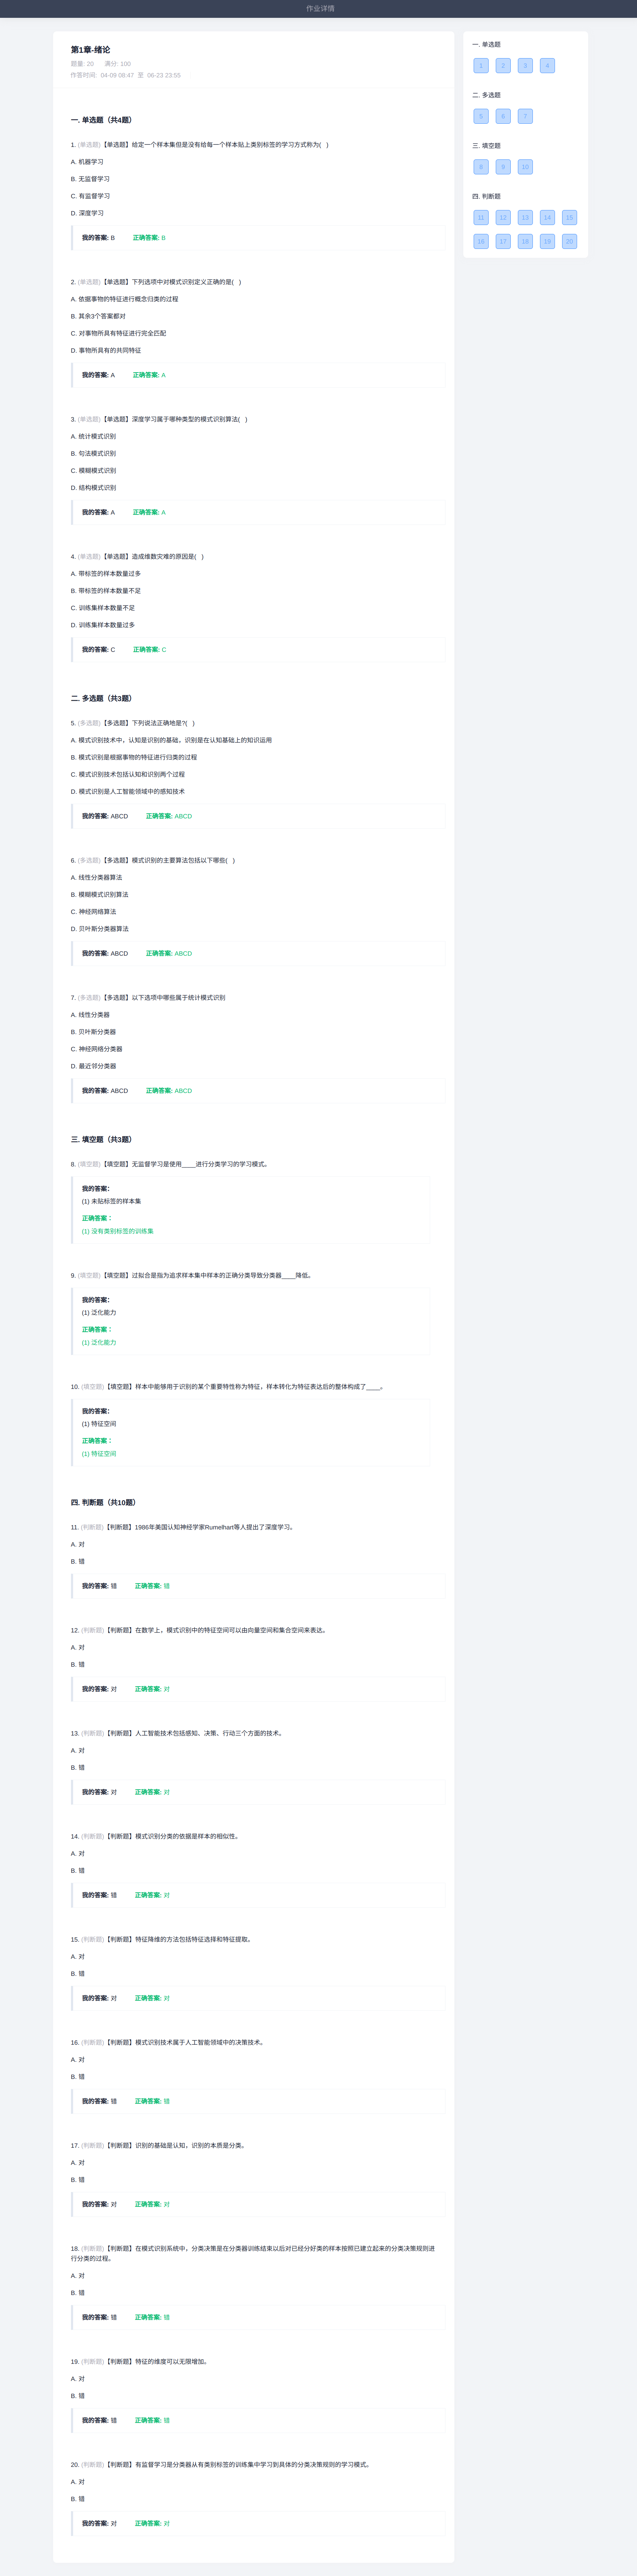 作业详情
第1章-绪论
题量: 20 满分: 100
作答时间: 04-09 08:47 至 06-23 23:55
一. 单选题（共4题）
1. (单选题)【单选题】给定一个样本集但是没有给每一个样本贴上类别标签的学习方式称为( )
A. 机器学习
B. 无监督学习
C. 有监督学习
D. 深度学习
我的答案: B 正确答案: B
2. (单选题)【单选题】下列选项中对模式识别定义正确的是( )
A. 依据事物的特征进行概念归类的过程
B. 其余3个答案都对
C. 对事物所具有特征进行完全匹配
D. 事物所具有的共同特征
我的答案: A 正确答案: A
3. (单选题)【单选题】深度学习属于哪种类型的模式识别算法( )
A. 统计模式识别
B. 句法模式识别
C. 模糊模式识别
D. 结构模式识别
我的答案: A 正确答案: A
4. (单选题)【单选题】造成维数灾难的原因是( )
A. 带标签的样本数量过多
B. 带标签的样本数量不足
C. 训练集样本数量不足
D. 训练集样本数量过多
我的答案: C 正确答案: C
二. 多选题（共3题）
5. (多选题)【多选题】下列说法正确地是?( )
A. 模式识别技术中，认知是识别的基础，识别是在认知基础上的知识运用
B. 模式识别是根据事物的特征进行归类的过程
C. 模式识别技术包括认知和识别两个过程
D. 模式识别是人工智能领域中的感知技术
我的答案: ABCD 正确答案: ABCD
6. (多选题)【多选题】模式识别的主要算法包括以下哪些( )
A. 线性分类器算法
B. 模糊模式识别算法
C. 神经网络算法
D. 贝叶斯分类器算法
我的答案: ABCD 正确答案: ABCD
7. (多选题)【多选题】以下选项中哪些属于统计模式识别
A. 线性分类器
B. 贝叶斯分类器
C. 神经网络分类器
D. 最近邻分类器
我的答案: ABCD 正确答案: ABCD
三. 填空题（共3题）
8. (填空题)【填空题】无监督学习是使用____进行分类学习的学习模式。
我的答案：
(1) 未贴标签的样本集
正确答案：
(1) 没有类别标签的训练集
9. (填空题)【填空题】过拟合是指为追求样本集中样本的正确分类导致分类器____降低。
我的答案：
(1) 泛化能力
正确答案：
(1) 泛化能力
10. (填空题)【填空题】样本中能够用于识别的某个重要特性称为特征，样本转化为特征表达后的整体构成了____。
我的答案：
(1) 特征空间
正确答案：
(1) 特征空间
四. 判断题（共10题）
11. (判断题)【判断题】1986年美国认知神经学家Rumelhart等人提出了深度学习。
A. 对
B. 错
我的答案: 错 正确答案: 错
12. (判断题)【判断题】在数学上，模式识别中的特征空间可以由向量空间和集合空间来表达。
A. 对
B. 错
我的答案: 对 正确答案: 对
13. (判断题)【判断题】人工智能技术包括感知、决策、行动三个方面的技术。
A. 对
B. 错
我的答案: 对 正确答案: 对
14. (判断题)【判断题】模式识别分类的依据是样本的相似性。
A. 对
B. 错
我的答案: 错 正确答案: 对
15. (判断题)【判断题】特征降维的方法包括特征选择和特征提取。
A. 对
B. 错
我的答案: 对 正确答案: 对
16. (判断题)【判断题】模式识别技术属于人工智能领域中的决策技术。
A. 对
B. 错
我的答案: 错 正确答案: 错
17. (判断题)【判断题】识别的基础是认知，识别的本质是分类。
A. 对
B. 错
我的答案: 对 正确答案: 对
18. (判断题)【判断题】在模式识别系统中，分类决策是在分类器训练结束以后对已经分好类的样本按照已建立起来的分类决策规则进
行分类的过程。
A. 对
B. 错
我的答案: 错 正确答案: 错
19. (判断题)【判断题】特征的维度可以无限增加。
A. 对
B. 错
我的答案: 错 正确答案: 错
20. (判断题)【判断题】有监督学习是分类器从有类别标签的训练集中学习到具体的分类决策规则的学习模式。
A. 对
B. 错
我的答案: 对 正确答案: 对
一. 单选题
1 2 3 4
二. 多选题
5 6 7
三. 填空题
8 9 10
四. 判断题
11 12 13 14 15
16 17 18 19 20